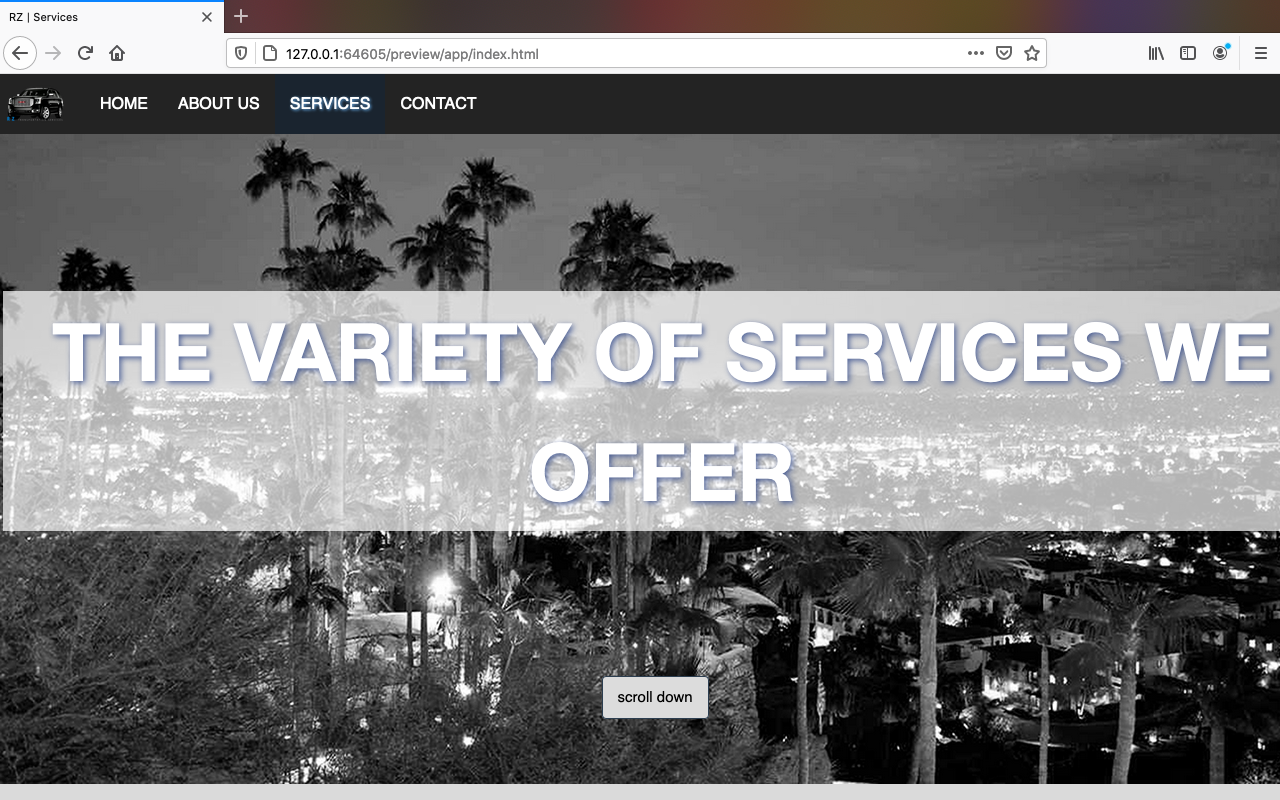 RZ | Services
127.0.0.1:64605/preview/app/index.html
HOME ABOUT US SERVICES CONTACT
THE VARIETY OF SERVICES WE
OFFER
scroll down